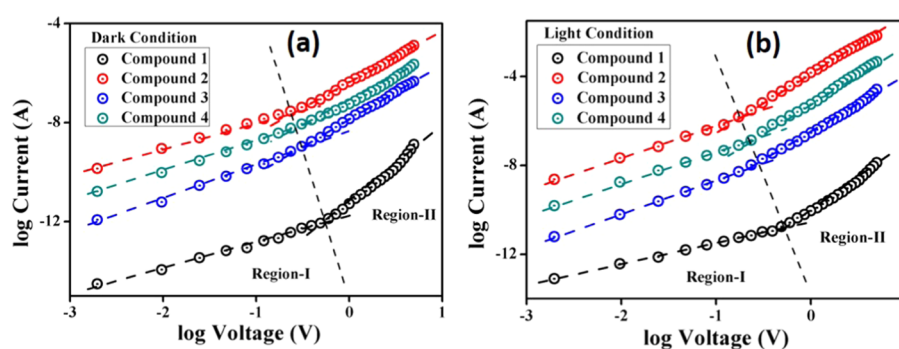 -4
Dark Condition
(a)
Compound 1
Compound 2
Compound 3
Compound 4
log Current (A)
-8
-12
Region-II
Region-I
-3
-2
-1
0
1
log Voltage (V)
Light Condition
(b)
Compound 1
Compound 2
Compound 3
Compound 4
-4
log Current (A)
-8
-12
Region-II
Region-I
-3
-2
-1
0
log Voltage (V)